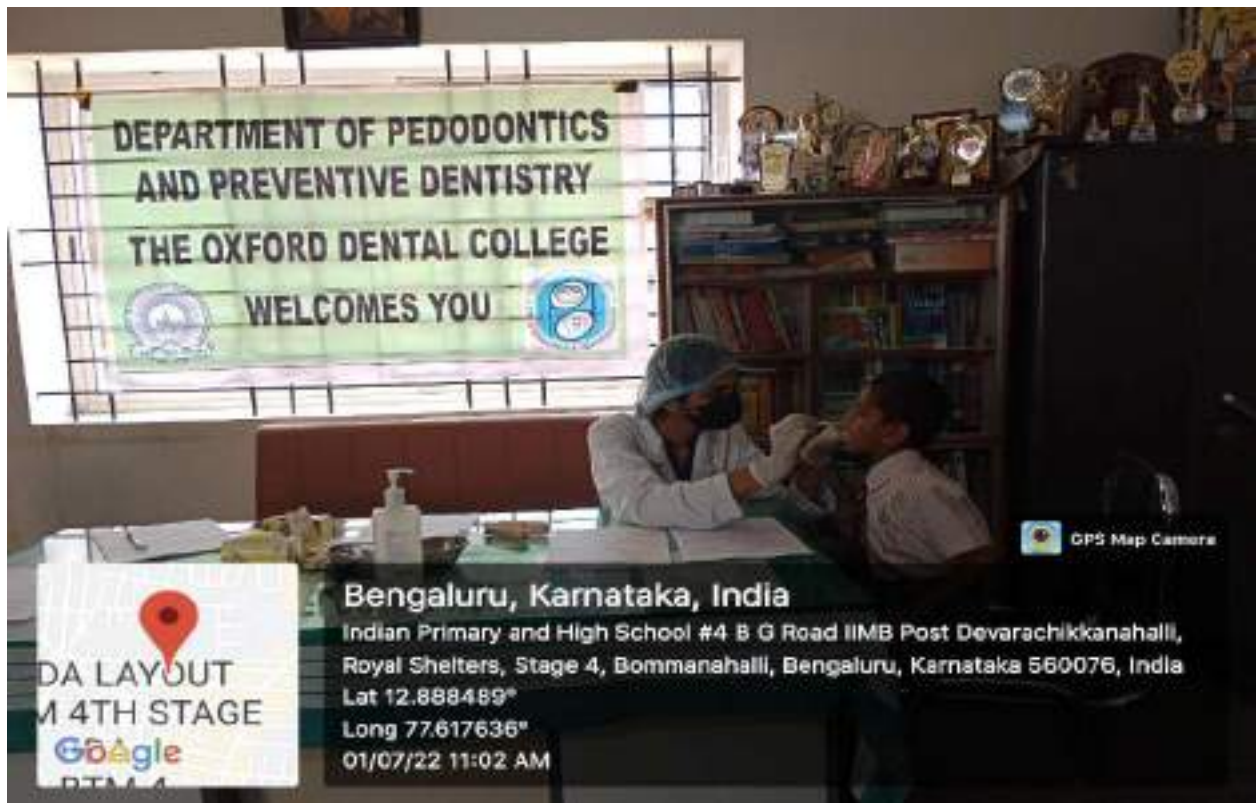 DEPARTMENT OF PEDODONTICS
AND PREVENTIVE DENTISTRY
THE OXFORD DENTAL COLLEGE
WELCOMES YOU
GPS Map Camera
Bengaluru, Karnataka, India
Indian Primary and High School #4 B G Road IIMB Post Devarachikkanahalli,
Royal Shelters, Stage 4, Bommanahalli, Bengaluru, Karnataka 560076, India
Lat 12.888489°
Long 77.617636°
01/07/22 11:02 AM
DA LAYOUT
4TH STAGE
Google